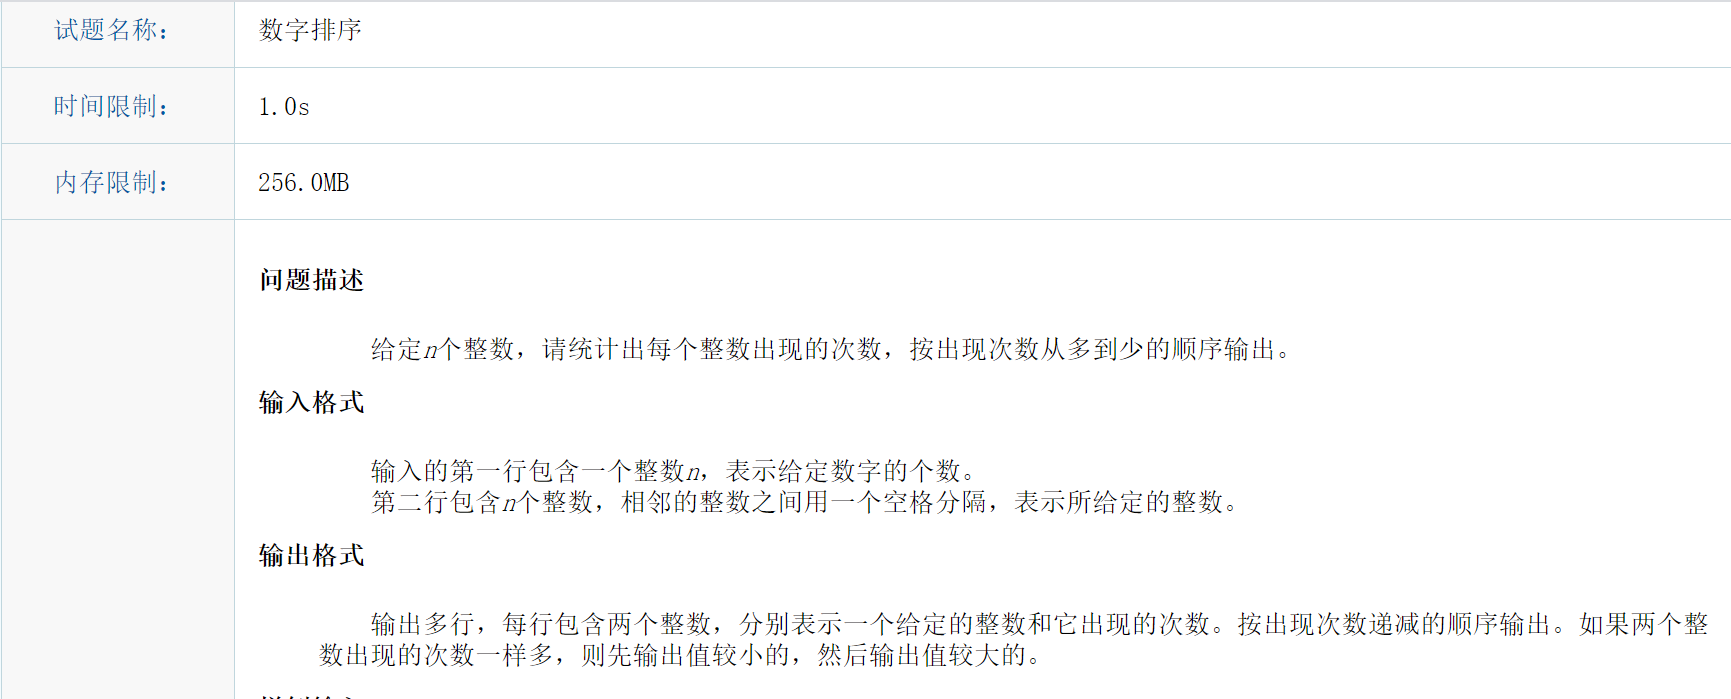 试题名称： 数字排序
时间限制： 1.0s
内存限制： 256.0MB
问题描述
给定n个整数，请统计出每个整数出现的次数，按出现次数从多到少的顺序输出。
输入格式
输入的第一行包含一个整数n，表示给定数字的个数。
第二行包含n个整数，相邻的整数之间用一个空格分隔，表示所给定的整数。
输出格式
输出多行，每行包含两个整数，分别表示一个给定的整数和它出现的次数。按出现次数递减的顺序输出。如果两个整
数出现的次数一样多，则先输出值较小的，然后输出值较大的。